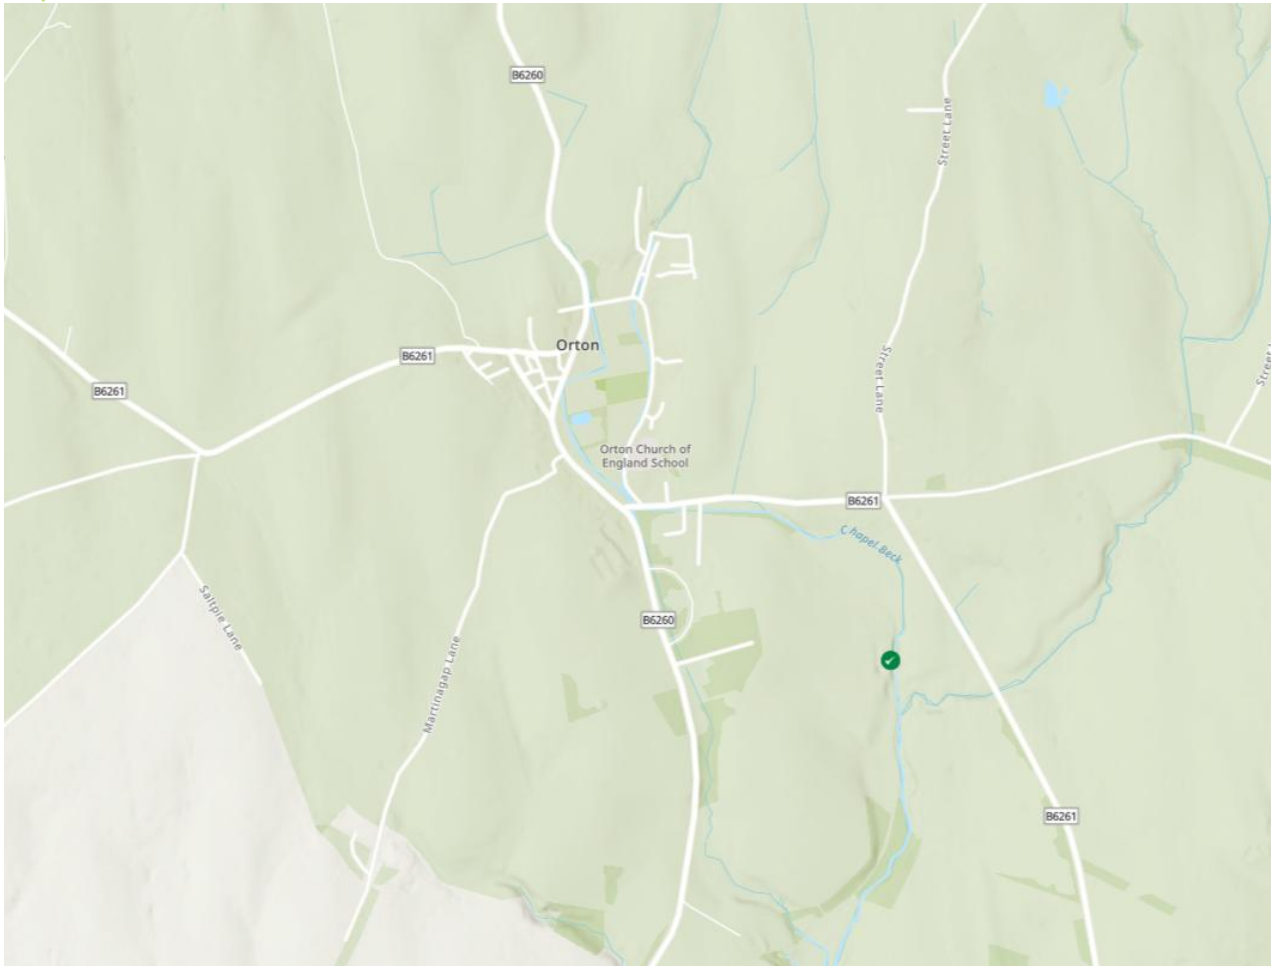 B6260
Street Lane
Orton
B6261
B6261
Street Lane
Orton Church of
England School
B6261
Chapel Beck
Saltpie Lane
B6260
Martinagap Lane
B6261